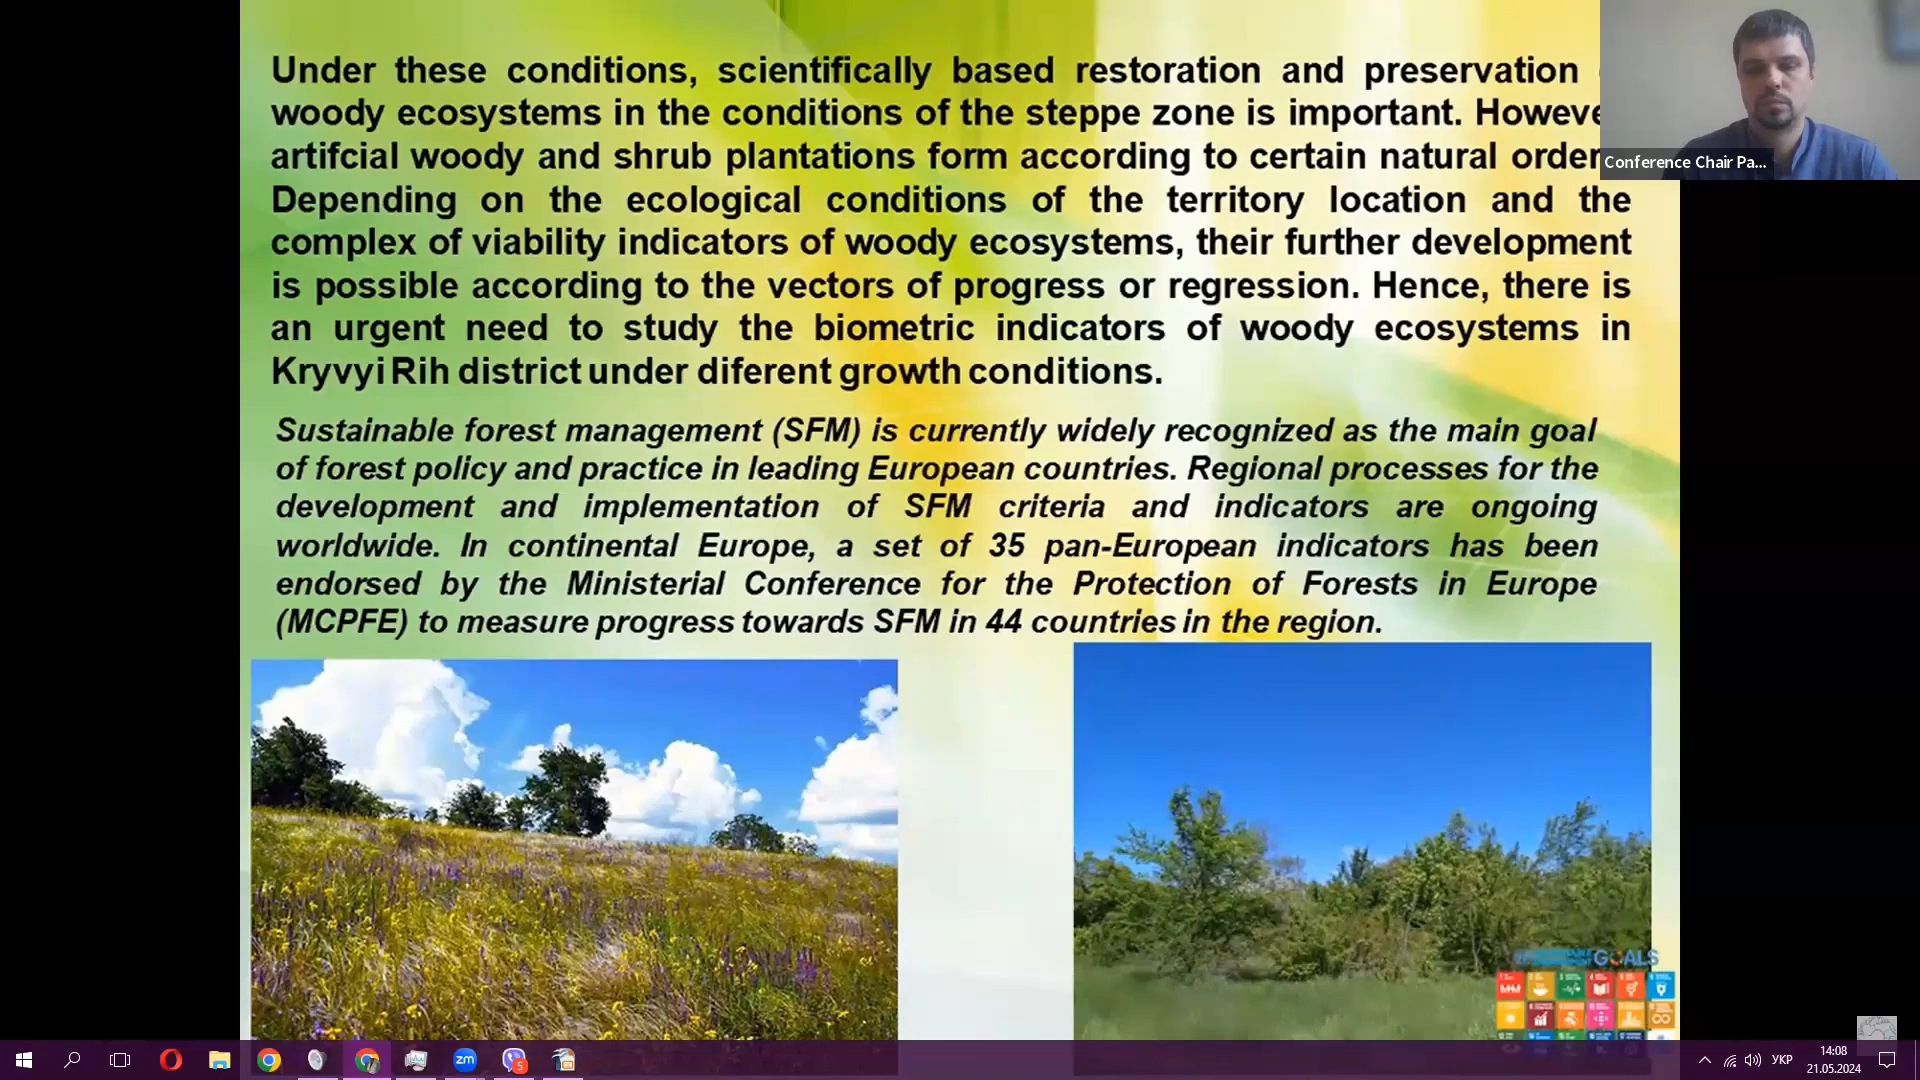 Under these conditions, scientifically based restoration and preservation
woody ecosystems in the conditions of the steppe zone is important. Howeve
artifcial woody and shrub plantations form according to certain natural order
Depending on the ecological conditions of the territory location and the
complex of viability indicators of woody ecosystems, their further development
is possible according to the vectors of progress or regression. Hence, there is
an urgent need to study the biometric indicators of woody ecosystems in
Kryvyi Rih district under diferent growth conditions.
Conference Chair Pa...
Sustainable forest management (SFM) is currently widely recognized as the main goal
of forest policy and practice in leading European countries. Regional processes for the
development and implementation of SFM criteria and indicators are ongoing
worldwide. In continental Europe, a set of 35 pan-European indicators has been
endorsed by the Ministerial Conference for the Protection of Forests in Europe
(MCPFE) to measure progress towards SFM in 44 countries in the region.
GOALS
zm
5
УКР
14:08
21.05.2024